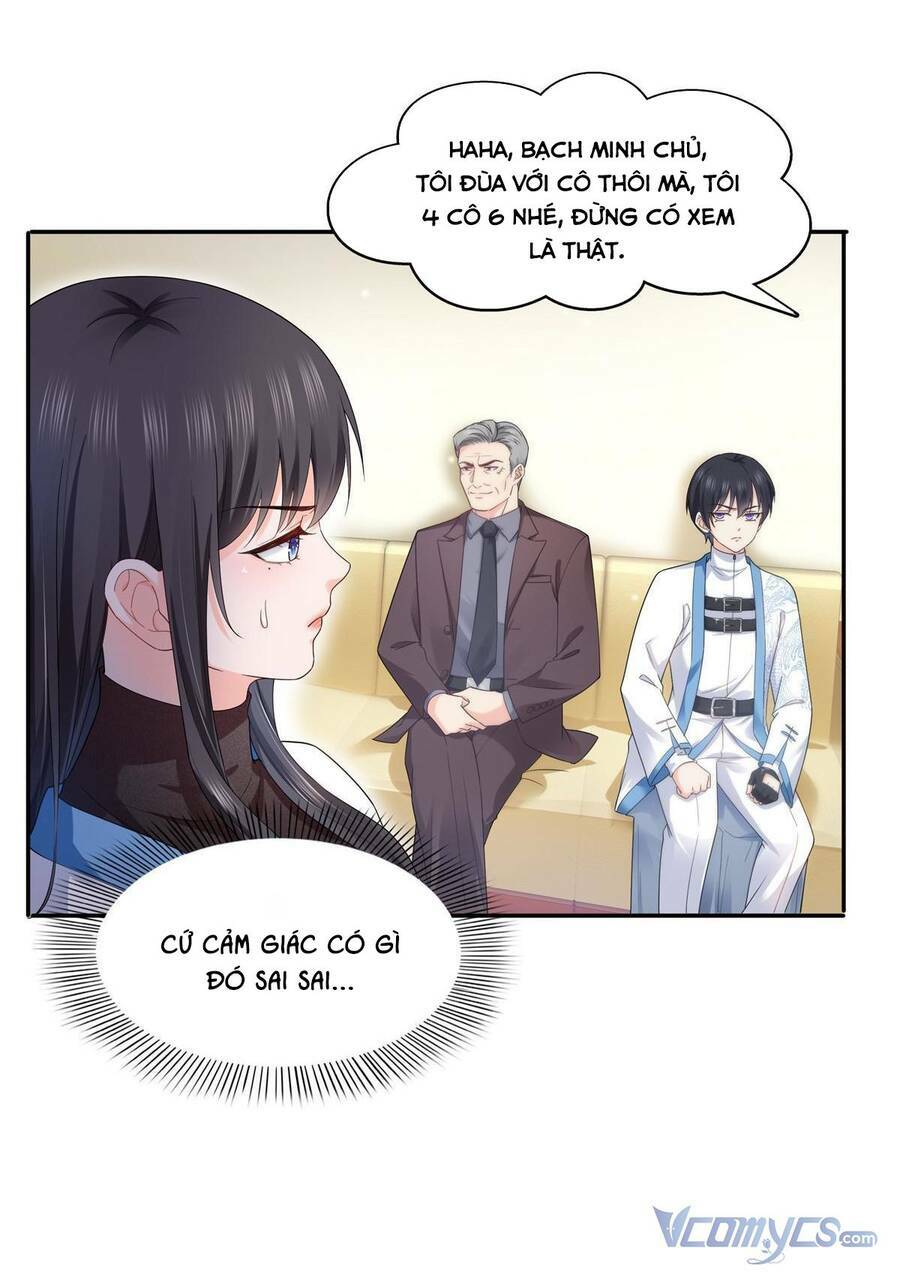 HAHA, BẠCH MINH CHỦ,
TÔI ĐÙA VỚI CÔ THÔI MÀ, TÔI
4 CÔ 6 NHÉ, ĐỪNG CÓ XEM
LÀ THẬT.
CỨ CẢM GIÁC CÓ GÌ
ĐÓ SAI SAI...
VCOMYCS.com